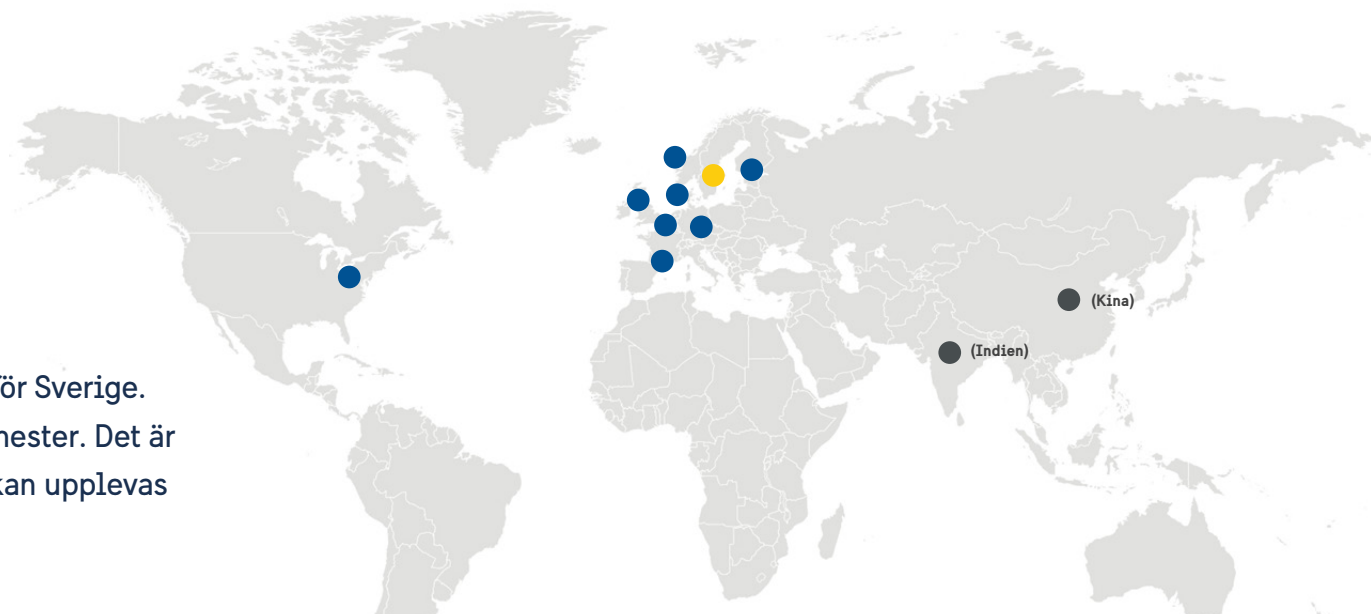 (Kina)
(Indien)
ör Sverige.
nester. Det är
kan upplevas